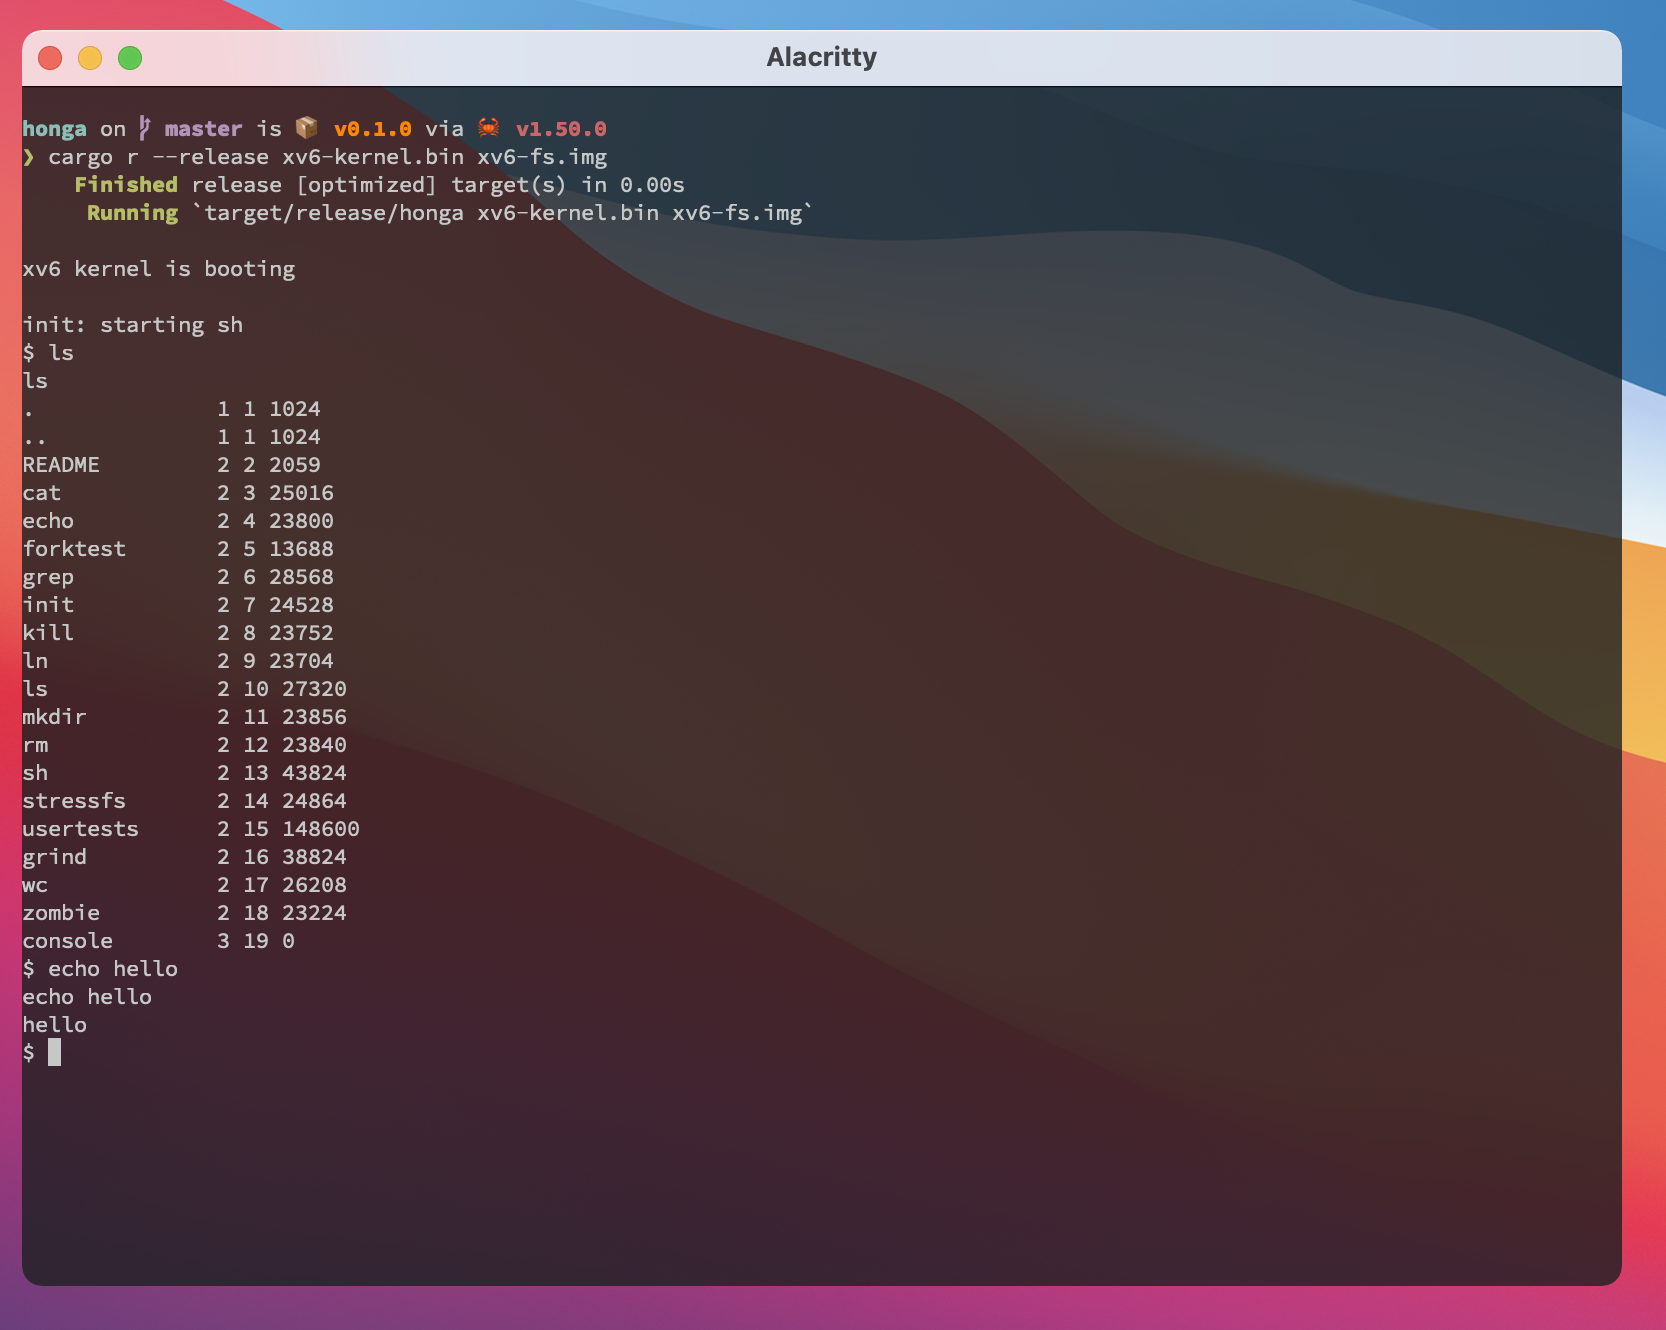 Alacritty
honga on master is 📦 v0.1.0 via 🦀 v1.50.0
❯ cargo r --release xv6-kernel.bin xv6-fs.img
    Finished release [optimized] target(s) in 0.00s
     Running `target/release/honga xv6-kernel.bin xv6-fs.img`
xv6 kernel is booting
init: starting sh
$ ls
ls
.              1 1 1024
..             1 1 1024
README         2 2 2059
cat            2 3 25016
echo           2 4 23800
forktest       2 5 13688
grep           2 6 28568
init           2 7 24528
kill           2 8 23752
ln             2 9 23704
ls             2 10 27320
mkdir          2 11 23856
rm             2 12 23840
sh             2 13 43824
stressfs       2 14 24864
usertests      2 15 148600
grind          2 16 38824
wc             2 17 26208
zombie         2 18 23224
console        3 19 0
$ echo hello
echo hello
hello
$